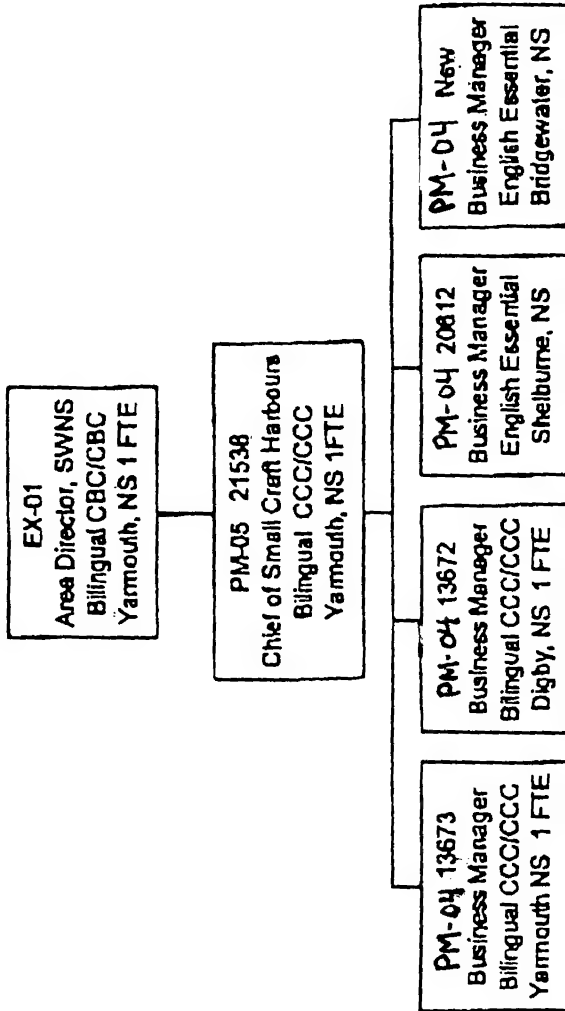 EX-01
Area Director, SWNS
Bilingual CBC/CBC
Yarmouth, NS 1 FTE
PM-05 21538
Chief of Small Craft Harbours
Bilingual CCC/CCC
Yarmouth, NS 1FTE
PM-04 13673
Business Manager
Bilingual CCC/CCC
Yarmouth NS 1 FTE
PM-04 13672
Business Manager
Bilingual CCC/CCC
Digby, NS 1 FTE
PM-04 20612
Business Manager
English Essential
Shelburne, NS
PM-04 New
Business Manager
English Essential
Bridgewater, NS